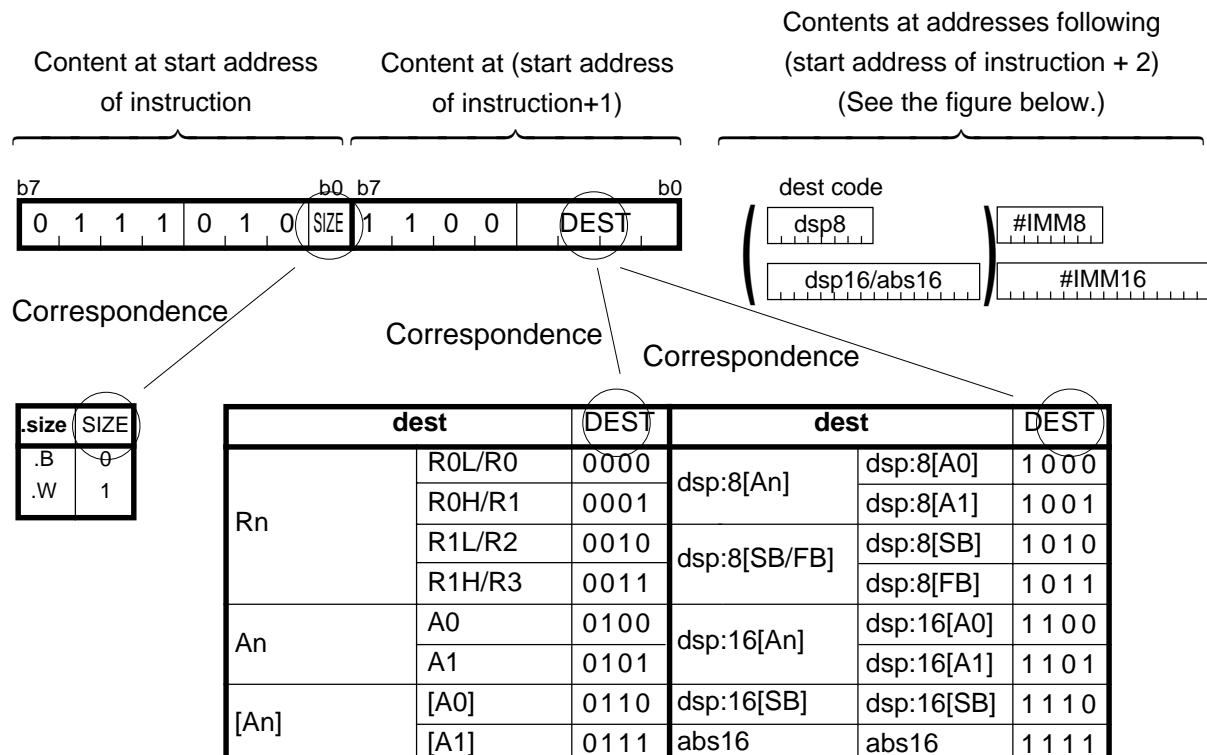 Contents at addresses following
Content at start address Content at (start address (start address of instruction + 2)
of instruction of instruction+1) (See the figure below.)
b7 b0 b7 b0 dest code
0 1 1 1 0 1 0 SIZE 1 1 0 0 DEST ( dsp8 ) #IMM8
dsp16/abs16 #IMM16
Correspondence
Correspondence
Correspondence
.size SIZE
.B 0
.W 1
dest DEST dest DEST
Rn R0L/R0 0000 dsp:8[An] dsp:8[A0] 1000
R0H/R1 0001 dsp:8[A1] 1001
R1L/R2 0010 dsp:8[SB/FB] dsp:8[SB] 1010
R1H/R3 0011 dsp:8[FB] 1011
An A0 0100 dsp:16[An] dsp:16[A0] 1100
A1 0101 dsp:16[A1] 1101
[An] [A0] 0110 dsp:16[SB] dsp:16[SB] 1110
[A1] 0111 abs16 abs16 1111